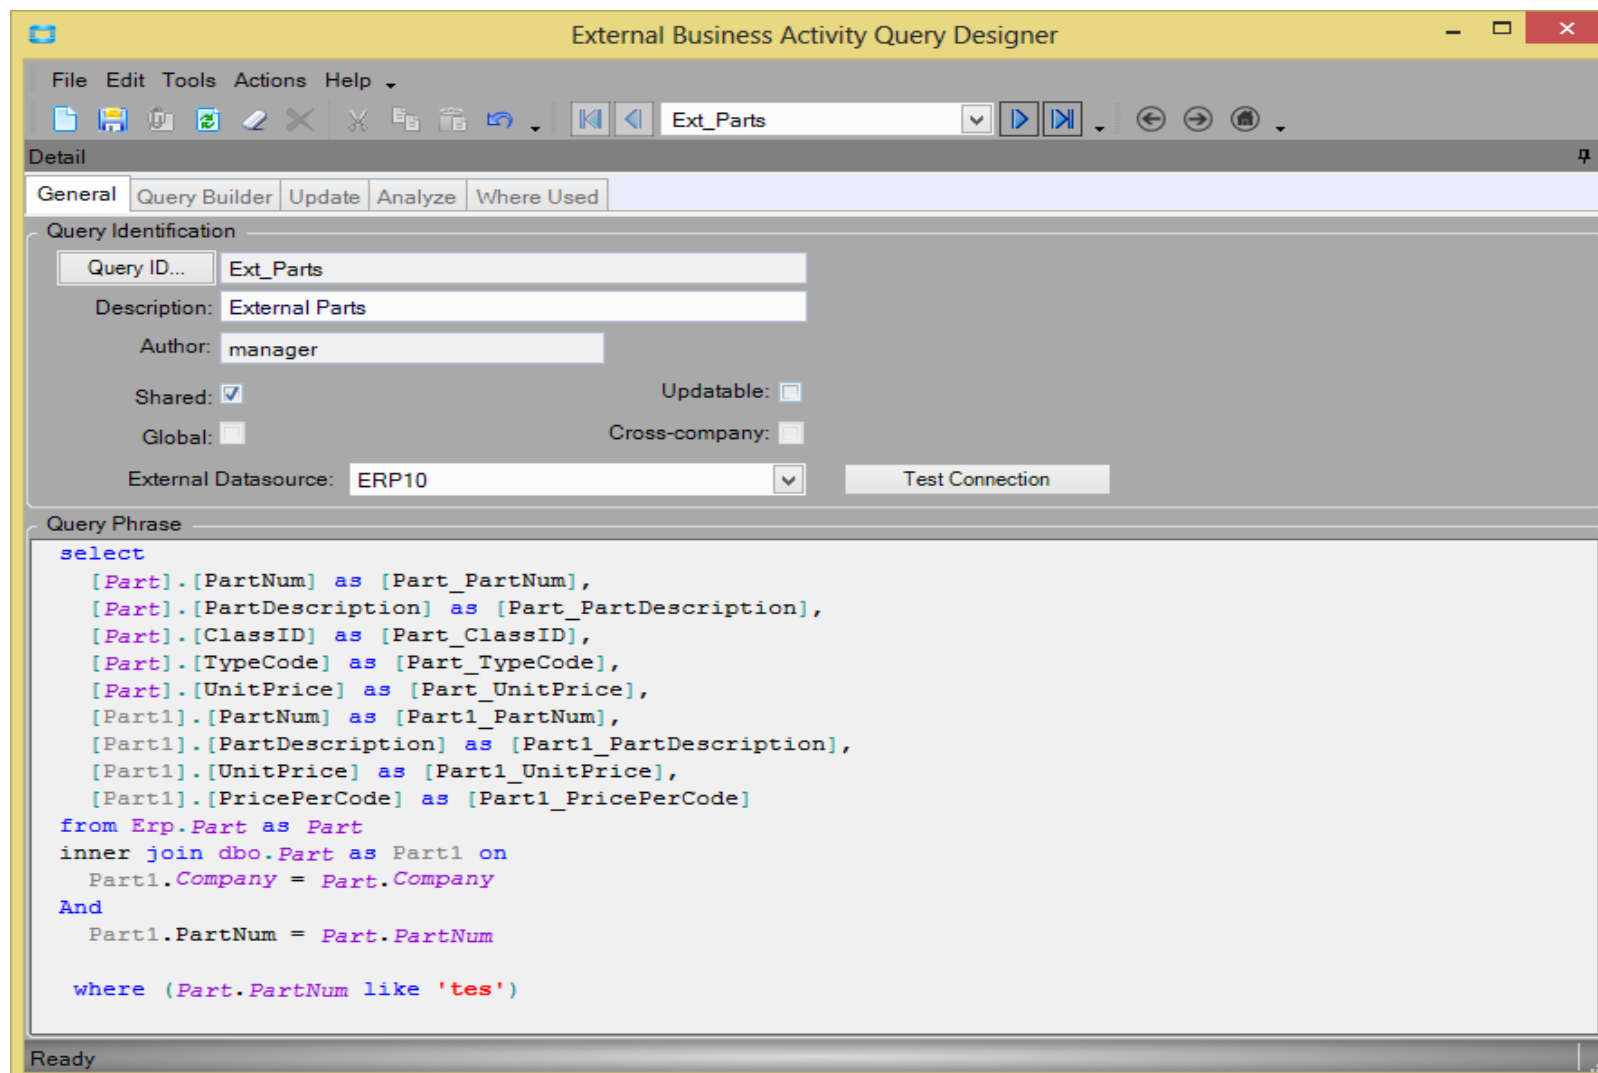 External Business Activity Query Designer
File Edit Tools Actions Help
Ext_Parts
Detail
General Query Builder Update Analyze Where Used
Query Identification
Query ID... Ext_Parts
Description: External Parts
Author: manager
Shared: Updatable:
Global: Cross-company:
External Datasource: ERP10 Test Connection
Query Phrase
select
[Part].[PartNum] as [Part_PartNum],
[Part].[PartDescription] as [Part_PartDescription],
[Part].[ClassID] as [Part_ClassID],
[Part].[TypeCode] as [Part_TypeCode],
[Part].[UnitPrice] as [Part_UnitPrice],
[Part1].[PartNum] as [Part1_PartNum],
[Part1].[PartDescription] as [Part1_PartDescription],
[Part1].[UnitPrice] as [Part1_UnitPrice],
[Part1].[PricePerCode] as [Part1_PricePerCode]
from Erp.Part as Part
inner join dbo.Part as Part1 on
Part1.Company = Part.Company
And
Part1.PartNum = Part.PartNum
where (Part.PartNum like 'tes')
Ready